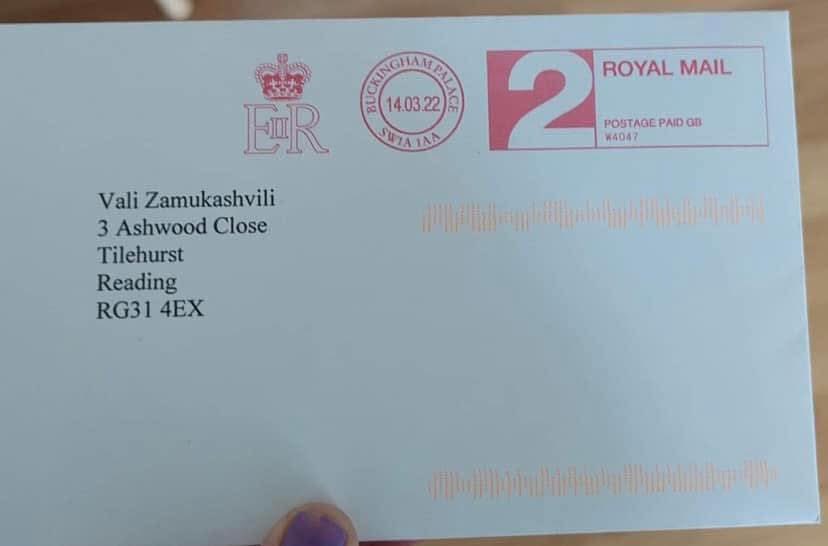 EIIR
BUCKINGHAM PALACE
14.03.22
SW1A 1AA
2
ROYAL MAIL
POSTAGE PAID GB
W4047
Vali Zamukashvili
3 Ashwood Close
Tilehurst
Reading
RG31 4EX